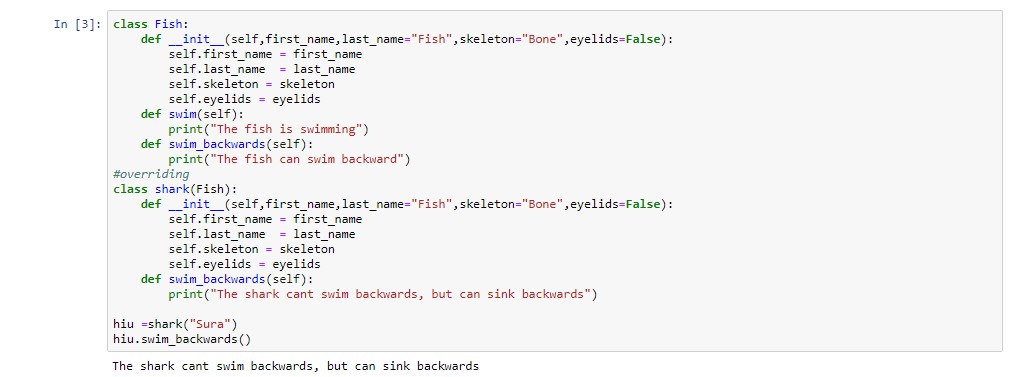 In [3]: class Fish:
    def __init__(self,first_name,last_name="Fish",skeleton="Bone",eyelids=False):
        self.first_name = first_name
        self.last_name  = last_name
        self.skeleton = skeleton
        self.eyelids = eyelids
    def swim(self):
        print("The fish is swimming")
    def swim_backwards(self):
        print("The fish can swim backward")
#overriding
class shark(Fish):
    def __init__(self,first_name,last_name="Fish",skeleton="Bone",eyelids=False):
        self.first_name = first_name
        self.last_name  = last_name
        self.skeleton = skeleton
        self.eyelids = eyelids
    def swim_backwards(self):
        print("The shark cant swim backwards, but can sink backwards")

hiu =shark("Sura")
hiu.swim_backwards()
The shark cant swim backwards, but can sink backwards